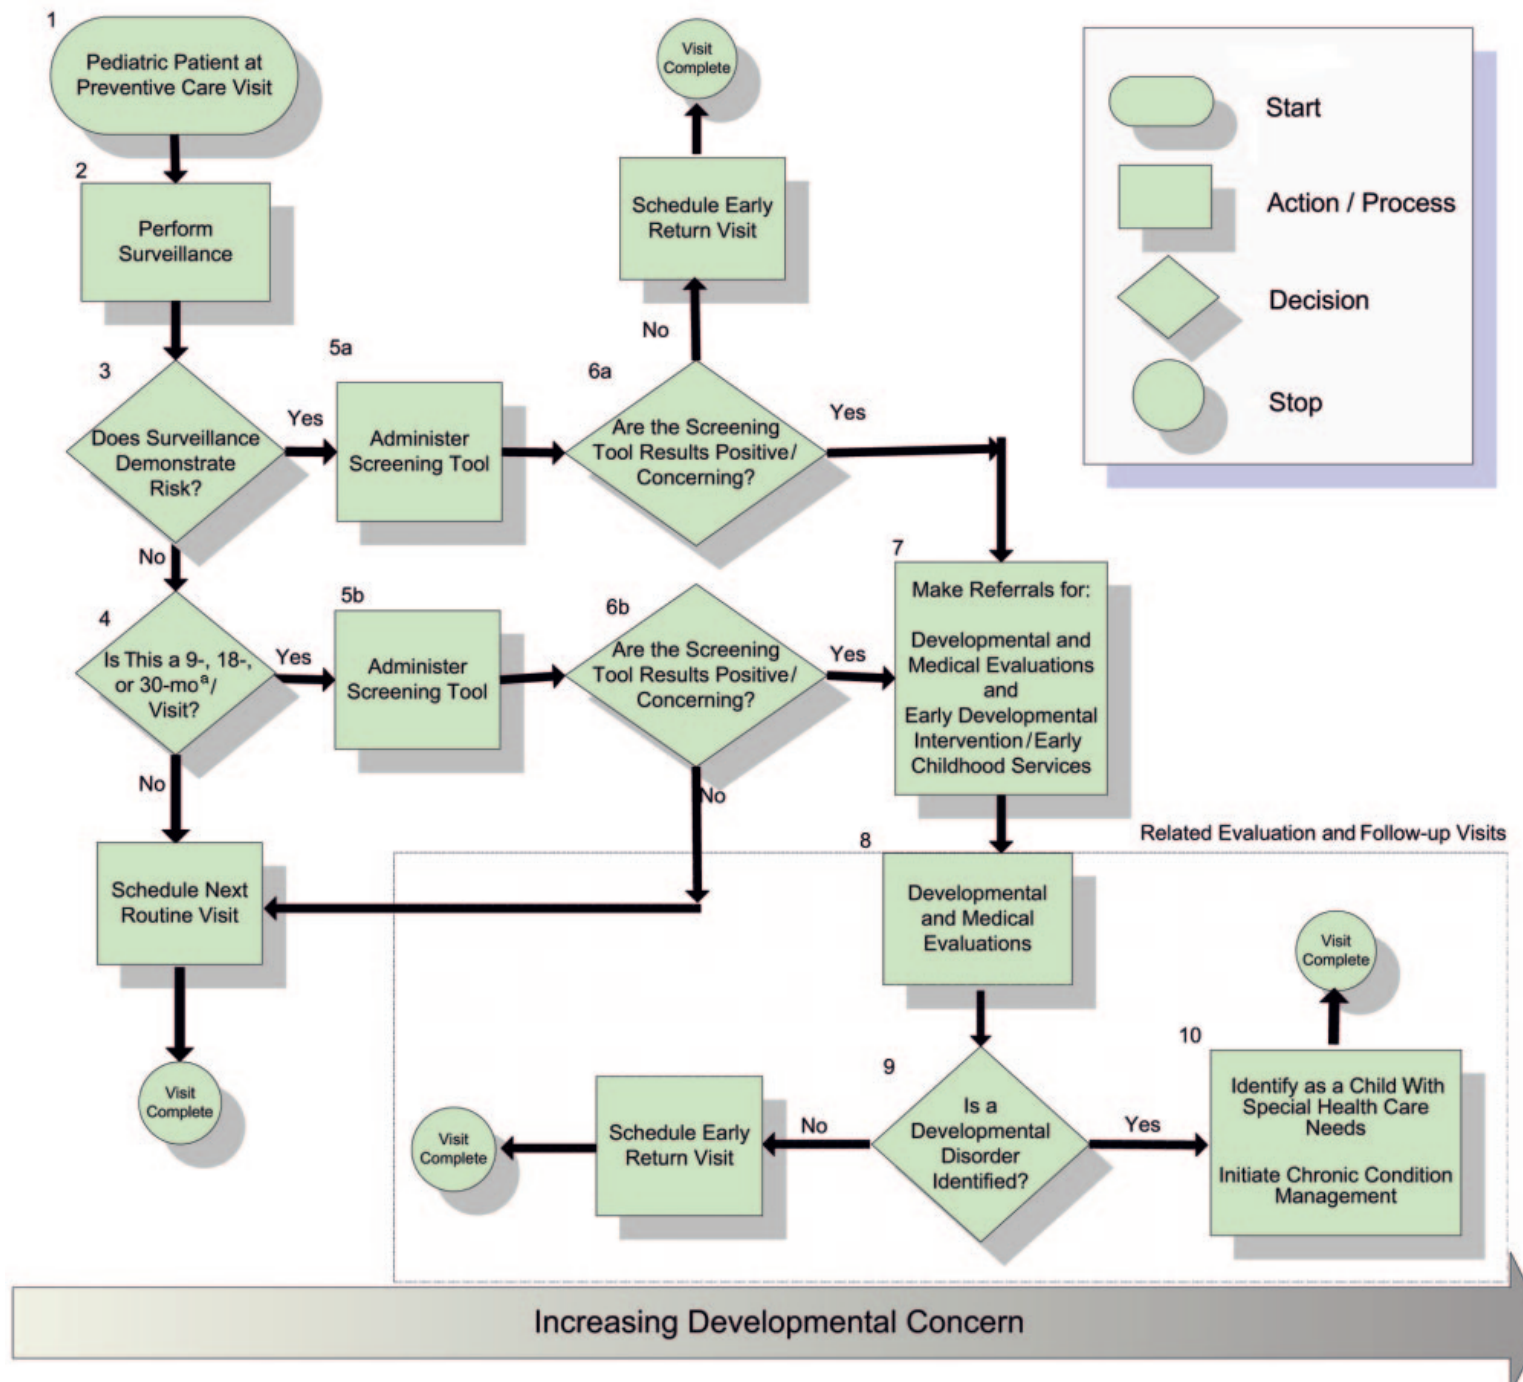 1
Pediatric Patient at
Preventive Care Visit
2
Perform
Surveillance
3
Does Surveillance
Demonstrate
Risk?
Yes
No
5a
Administer
Screening Tool
6a
Are the Screening
Tool Results Positive/
Concerning?
Yes
No
Schedule Early
Return Visit
Visit
Complete
Start
Action / Process
Decision
Stop
4
Is This a 9-, 18-,
or 30-moᵃ/
Visit?
Yes
No
5b
Administer
Screening Tool
6b
Are the Screening
Tool Results Positive/
Concerning?
Yes
No
7
Make Referrals for:
Developmental and
Medical Evaluations
and
Early Developmental
Intervention/Early
Childhood Services
Schedule Next
Routine Visit
Visit
Complete
Related Evaluation and Follow-up Visits
8
Developmental
and Medical
Evaluations
9
Is a
Developmental
Disorder
Identified?
No
Schedule Early
Return Visit
Visit
Complete
Yes
10
Identify as a Child With
Special Health Care
Needs
Initiate Chronic Condition
Management
Visit
Complete
Increasing Developmental Concern